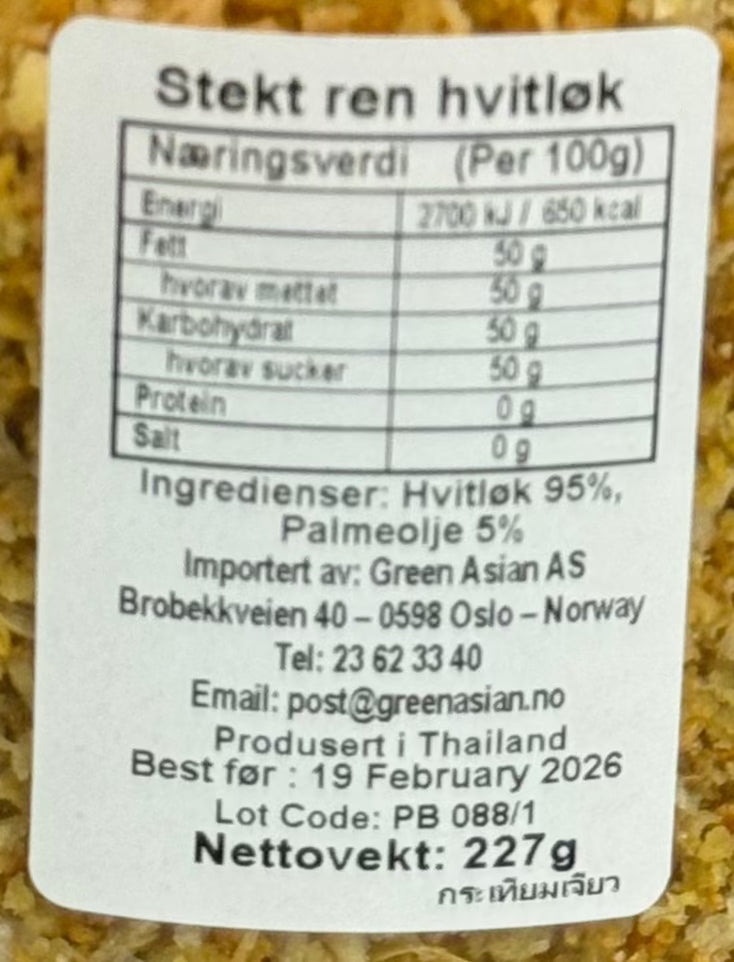 Stekt ren hvitløk
Næringsverdi (Per 100g)
Energi 2700 kJ / 650 kcal
Fett 50 g
hvorav mettet 50 g
Karbohydrat 50 g
hvorav sucker 50 g
Protein 0 g
Salt 0 g
Ingredienser: Hvitløk 95%,
Palmeolje 5%
Importert av: Green Asian AS
Brobekkveien 40 – 0598 Oslo – Norway
Tel: 23 62 33 40
Email: post@greenasian.no
Produsert i Thailand
Best før : 19 February 2026
Lot Code: PB 088/1
Nettovekt: 227g
กระเทียมเจียว